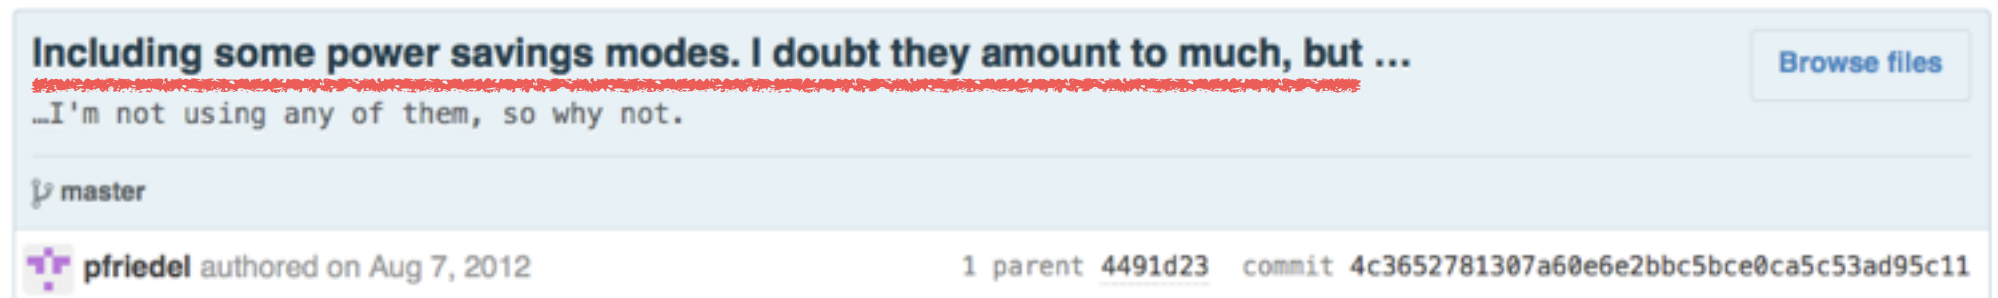 Including some power savings modes. I doubt they amount to much, but ...
Browse files
…I'm not using any of them, so why not.
master
pfriedel authored on Aug 7, 2012
1 parent 4491d23 commit 4c3652781307a60e6e2bbc5bce0ca5c53ad95c11